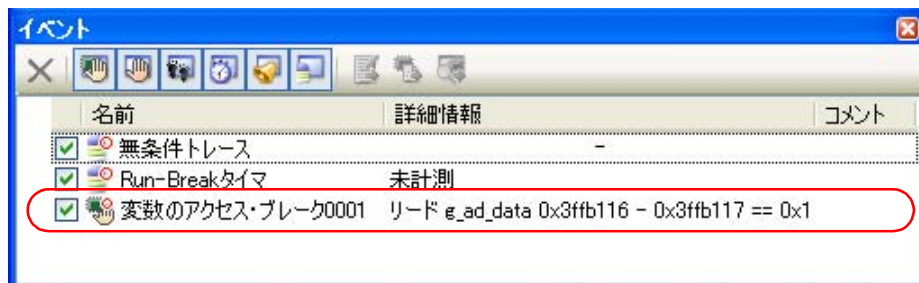 イベント
名前 詳細情報 コメント
無条件トレース -
Run-Breakタイマ 未計測
変数のアクセス・ブレーク0001 リード g_ad_data 0x3ffb116 - 0x3ffb117 == 0x1